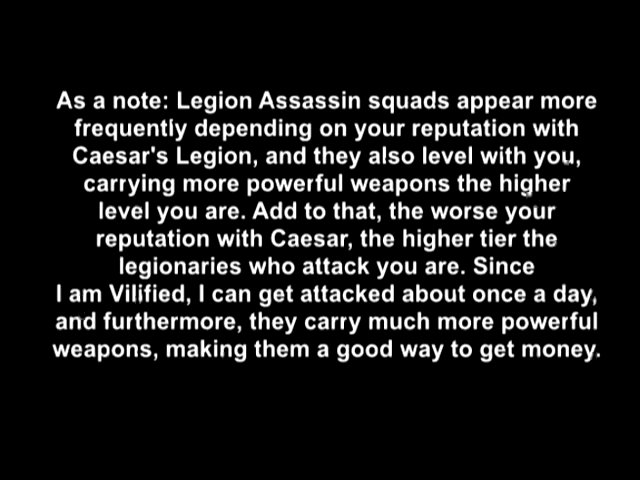 As a note: Legion Assassin squads appear more
frequently depending on your reputation with
Caesar's Legion, and they also level with you,
carrying more powerful weapons the higher
level you are. Add to that, the worse your
reputation with Caesar, the higher tier the
legionaries who attack you are. Since
I am Vilified, I can get attacked about once a day,
and furthermore, they carry much more powerful
weapons, making them a good way to get money.